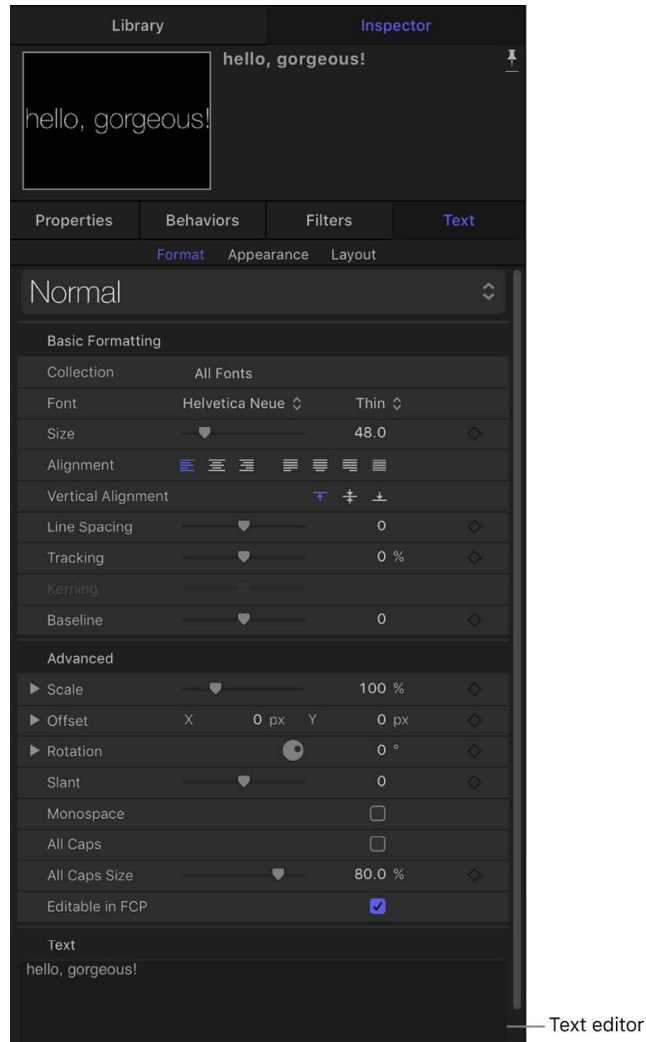 Library Inspector
hello, gorgeous!
hello, gorgeous!
Properties Behaviors Filters Text
Format Appearance Layout
Normal
Basic Formatting
Collection All Fonts
Font Helvetica Neue Thin
Size 48.0
Alignment
Vertical Alignment
Line Spacing 0
Tracking 0 %
Kerning
Baseline 0
Advanced
Scale 100 %
Offset X 0 px Y 0 px
Rotation 0 °
Slant 0
Monospace
All Caps
All Caps Size 80.0 %
Editable in FCP
Text
hello, gorgeous!
Text editor